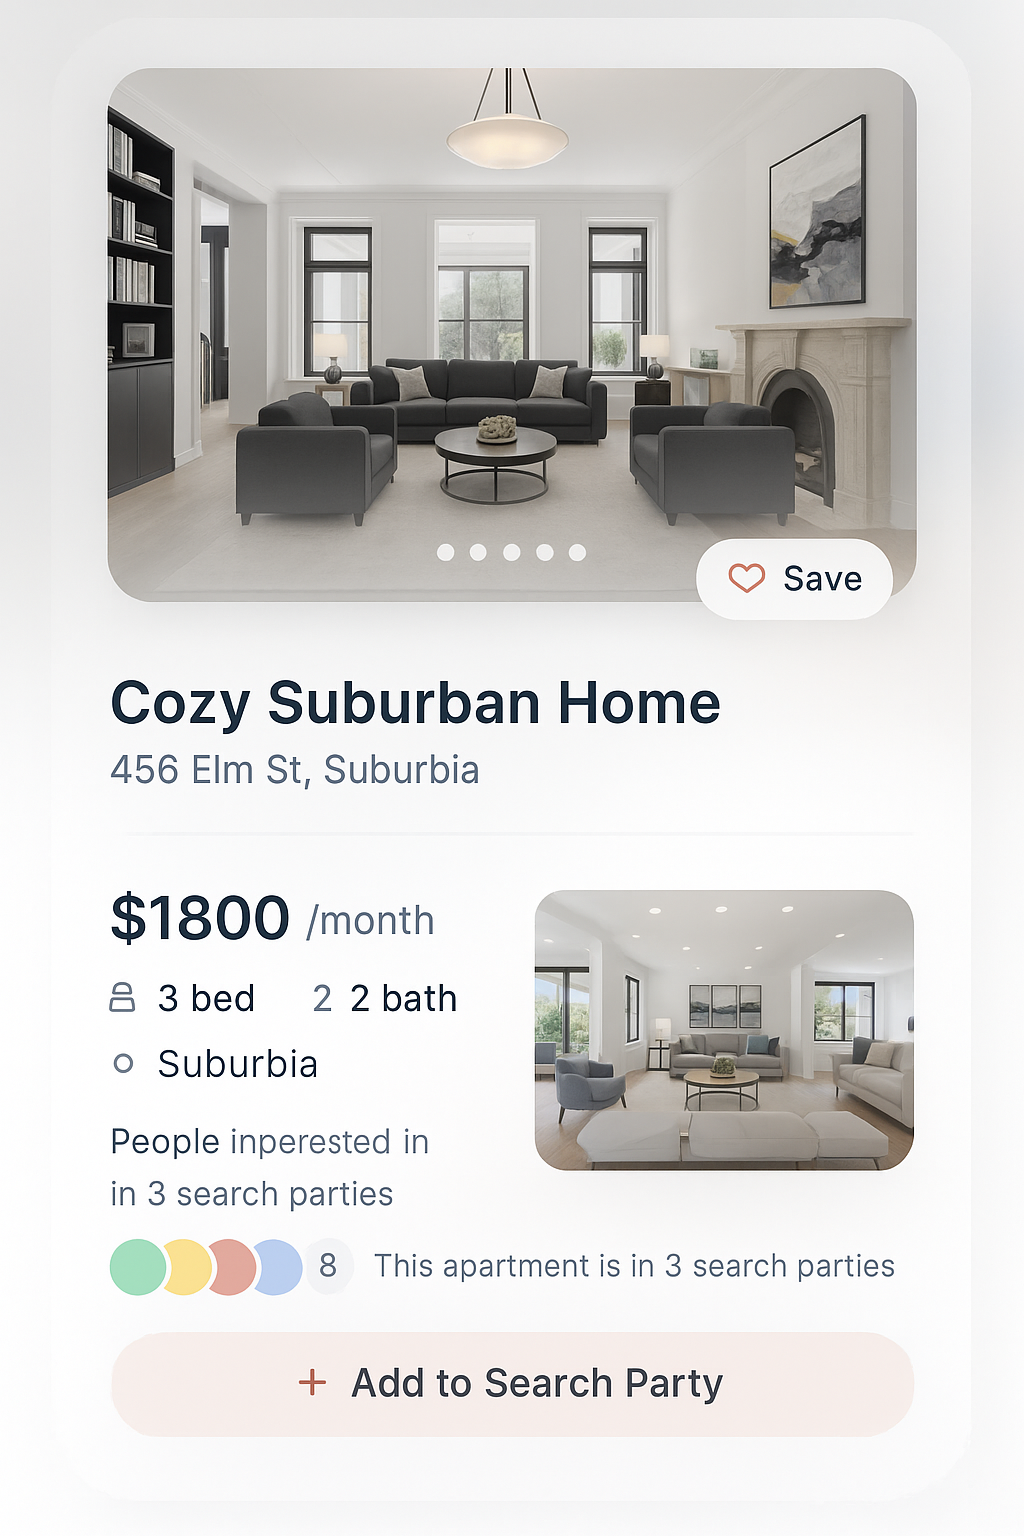 Save
Cozy Suburban Home
456 Elm St, Suburbia
$1800 /month
3 bed 2 2 bath
Suburbia
People inperested in
in 3 search parties
8 This apartment is in 3 search parties
+ Add to Search Party